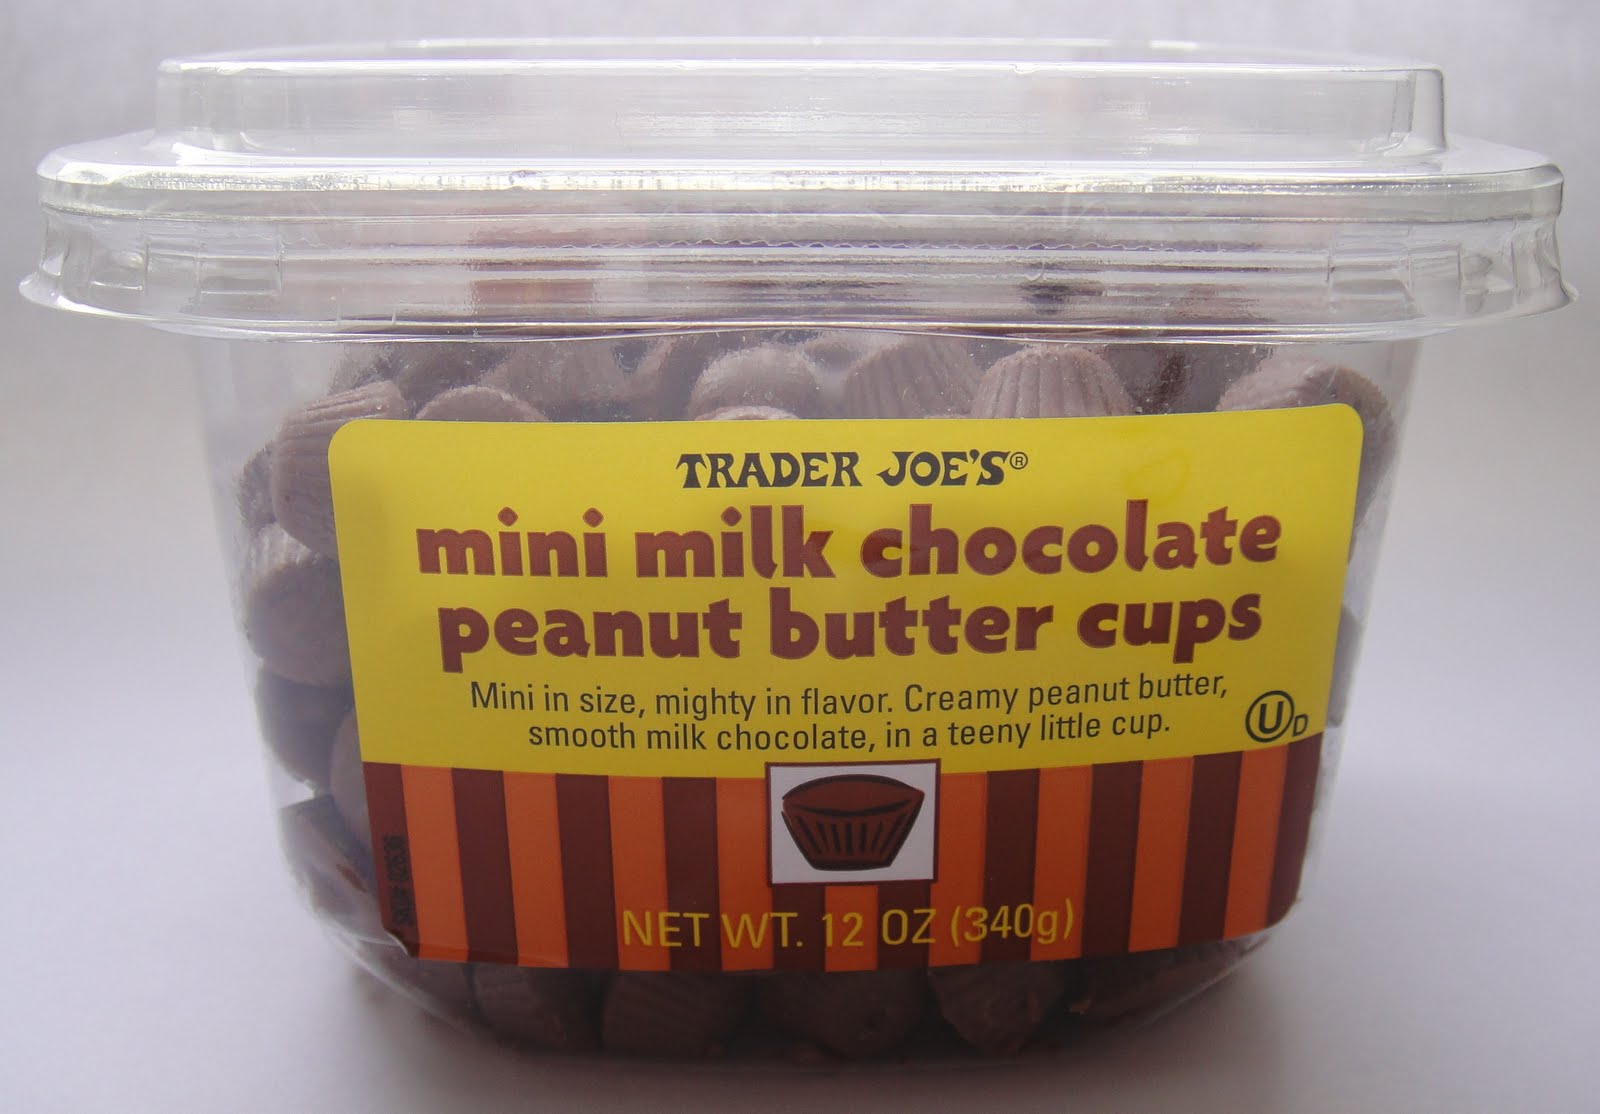 TRADER JOE'S®
mini milk chocolate
peanut butter cups
Mini in size, mighty in flavor. Creamy peanut butter,
smooth milk chocolate, in a teeny little cup.
U D
NET WT. 12 OZ (340g)